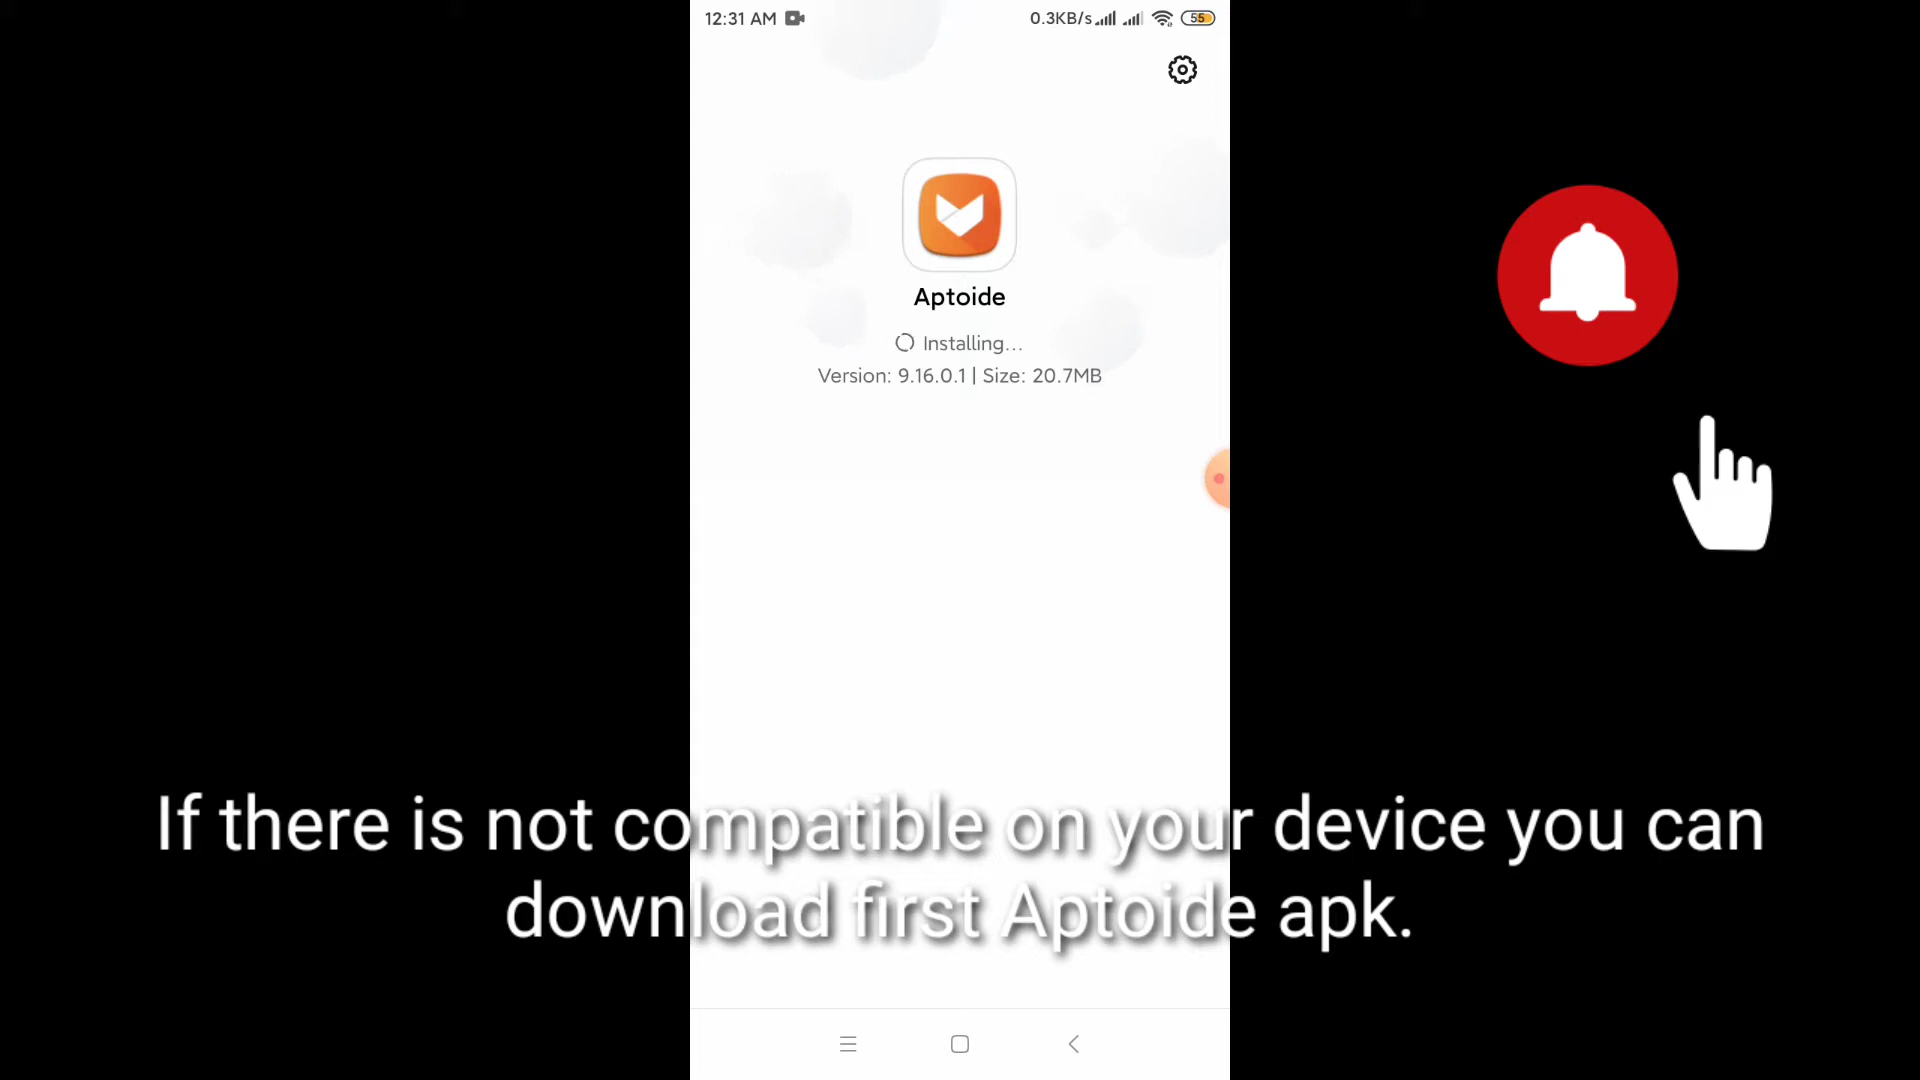 12:31 AM
0.3KB/s
55
Aptoide
Installing...
Version: 9.16.0.1 | Size: 20.7MB
If there is not compatible on your device you can
download first Aptoide apk.